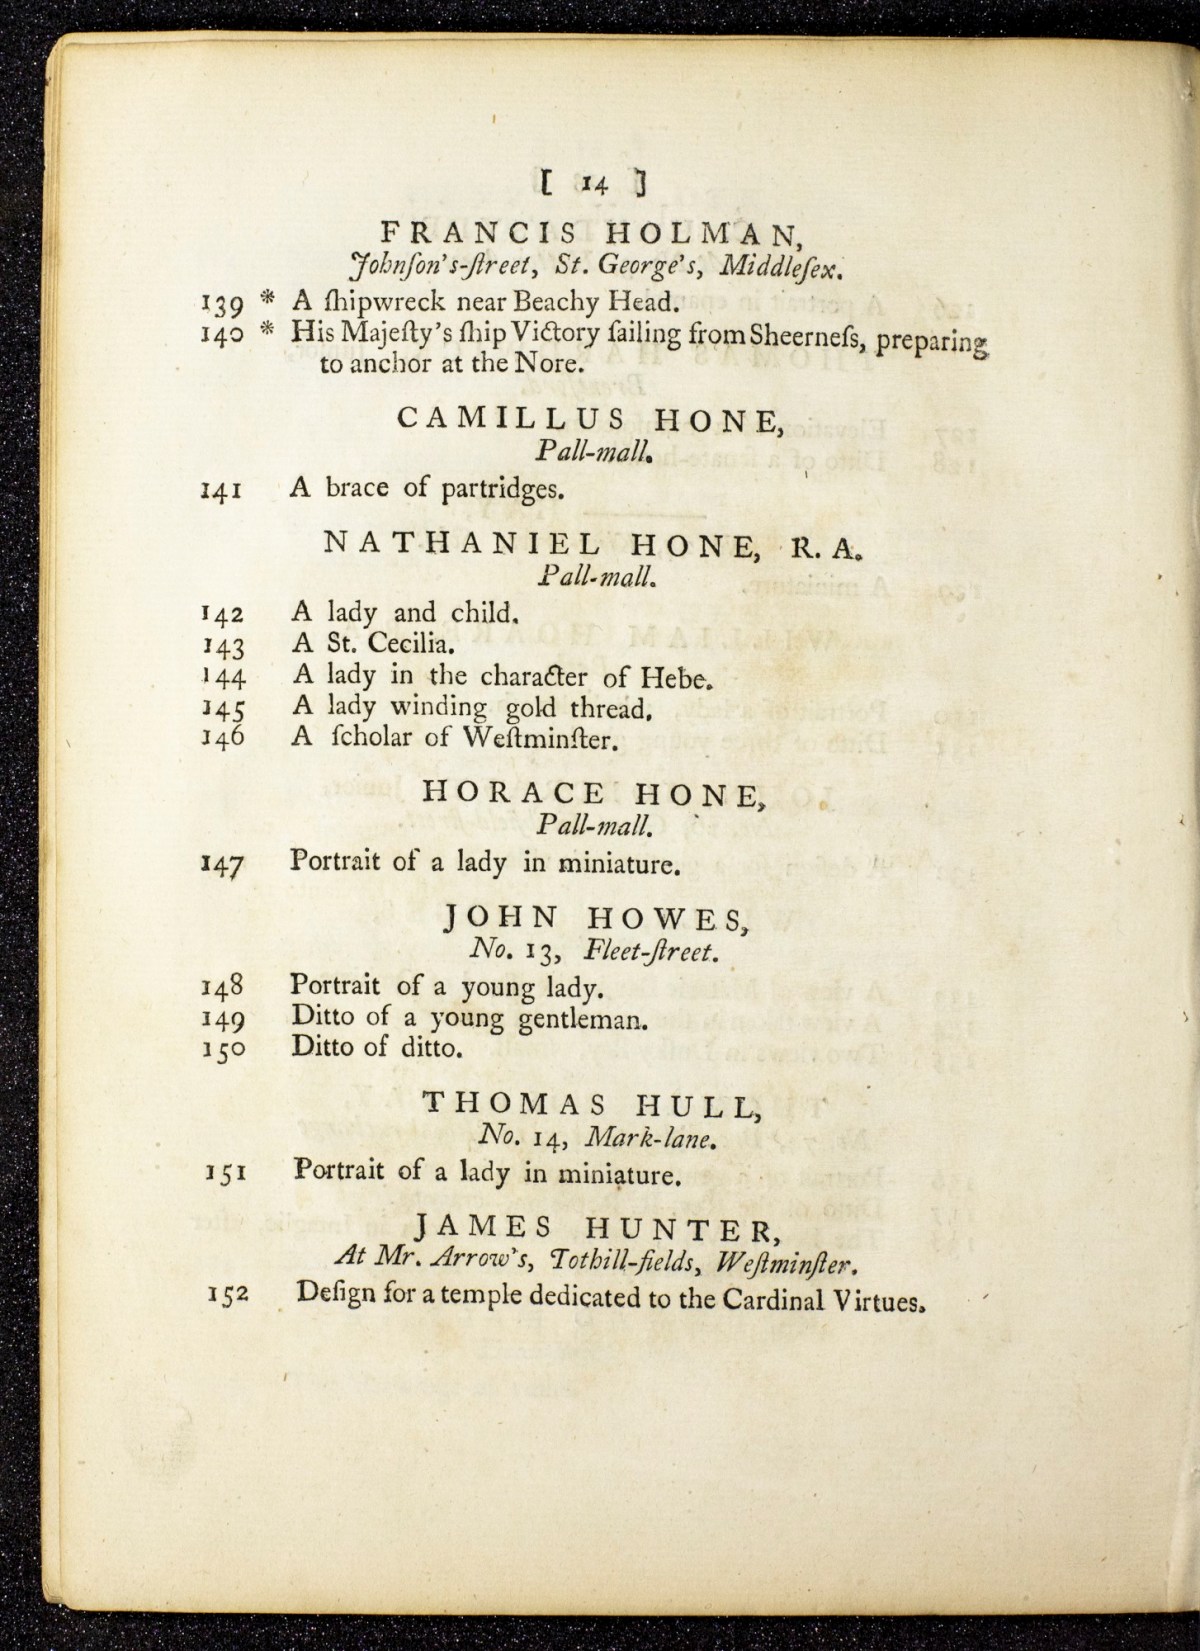 [ 14 ]
FRANCIS HOLMAN,
Johnſon's-ſtreet, St. George's, Middleſex.
139 * A ſhipwreck near Beachy Head.
140 * His Majeſty's ſhip Victory ſailing from Sheerneſs, preparing
to anchor at the Nore.
CAMILLUS HONE,
Pall-mall.
141 A brace of partridges.
NATHANIEL HONE, R. A.
Pall-mall.
142 A lady and child.
143 A St. Cecilia.
144 A lady in the character of Hebe.
145 A lady winding gold thread.
146 A ſcholar of Weſtminſter.
HORACE HONE,
Pall-mall.
147 Portrait of a lady in miniature.
JOHN HOWES,
No. 13, Fleet-ſtreet.
148 Portrait of a young lady.
149 Ditto of a young gentleman.
150 Ditto of ditto.
THOMAS HULL,
No. 14, Mark-lane.
151 Portrait of a lady in miniature.
JAMES HUNTER,
At Mr. Arrow's, Tothill-fields, Weſtminſter.
152 Deſign for a temple dedicated to the Cardinal Virtues.